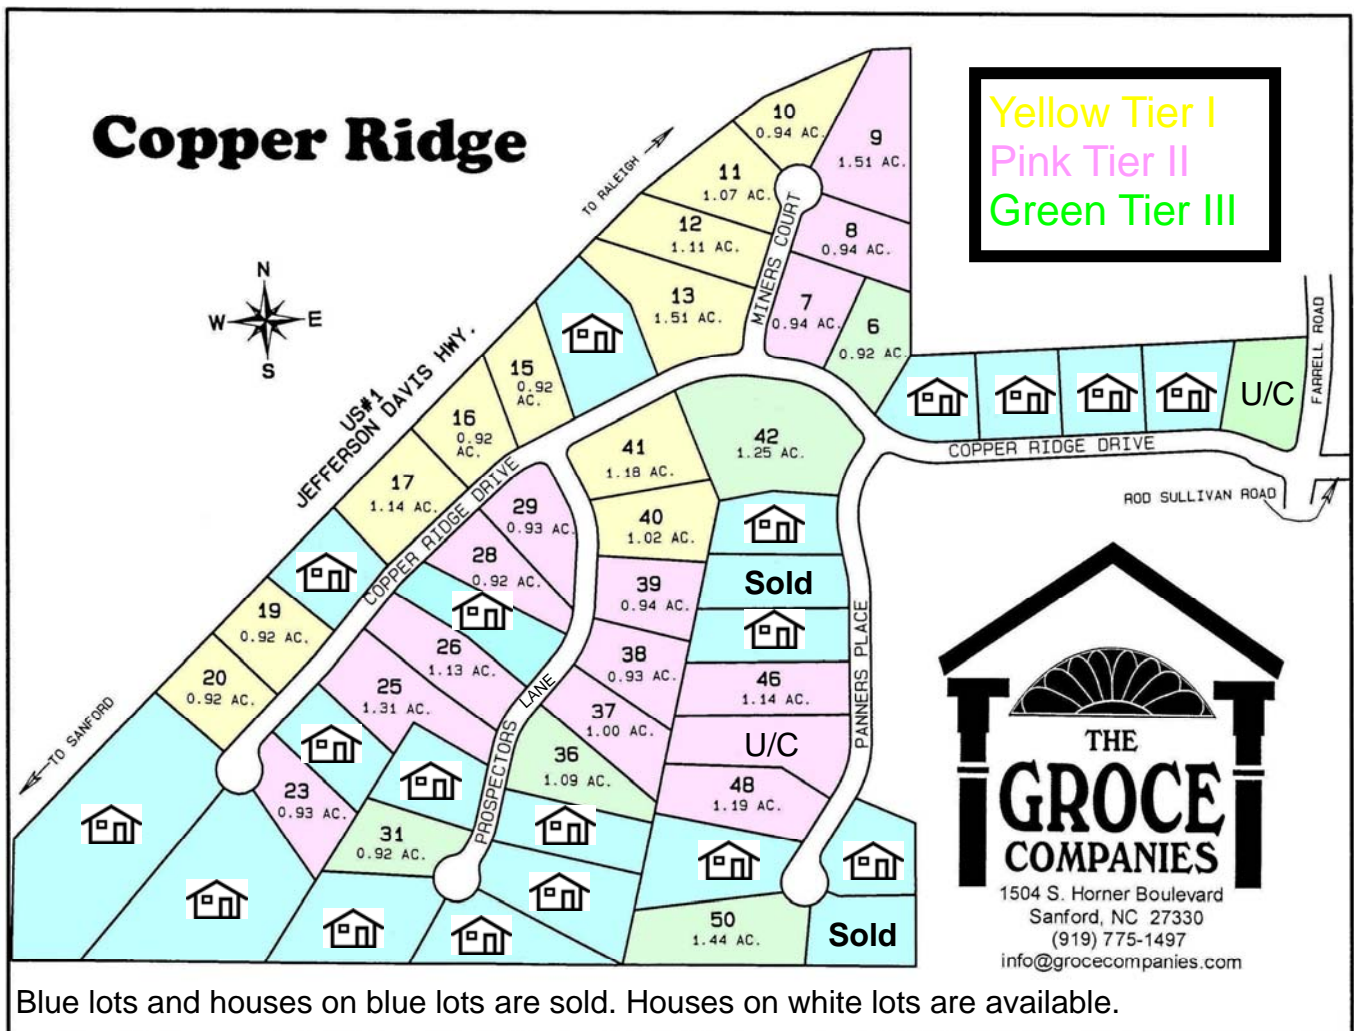 Copper Ridge
Yellow Tier I
Pink Tier II
Green Tier III
TO RALEIGH
10
0.94 AC.
9
1.51 AC.
11
1.07 AC.
12
1.11 AC.
8
0.94 AC.
MINERS COURT
13
1.51 AC.
7
0.94 AC.
6
0.92 AC.
N
W
E
S
US#1
JEFFERSON DAVIS HWY.
15
0.92
AC.
16
0.92
AC.
17
1.14 AC.
U/C
FARRELL ROAD
COPPER RIDGE DRIVE
ROD SULLIVAN ROAD
41
1.18 AC.
42
1.25 AC.
COPPER RIDGE DRIVE
29
0.93 AC.
40
1.02 AC.
28
0.92 AC.
39
0.94 AC.
Sold
19
0.92 AC.
20
0.92 AC.
26
1.13 AC.
25
1.31 AC.
38
0.93 AC.
46
1.14 AC.
PANNERS PLACE
37
1.00 AC.
U/C
PROSPECTORS LANE
36
1.09 AC.
48
1.19 AC.
TO SANFORD
23
0.93 AC.
31
0.92 AC.
50
1.44 AC.
Sold
THE
GROCE
COMPANIES
1504 S. Horner Boulevard
Sanford, NC 27330
(919) 775-1497
info@grocecompanies.com
Blue lots and houses on blue lots are sold. Houses on white lots are available.